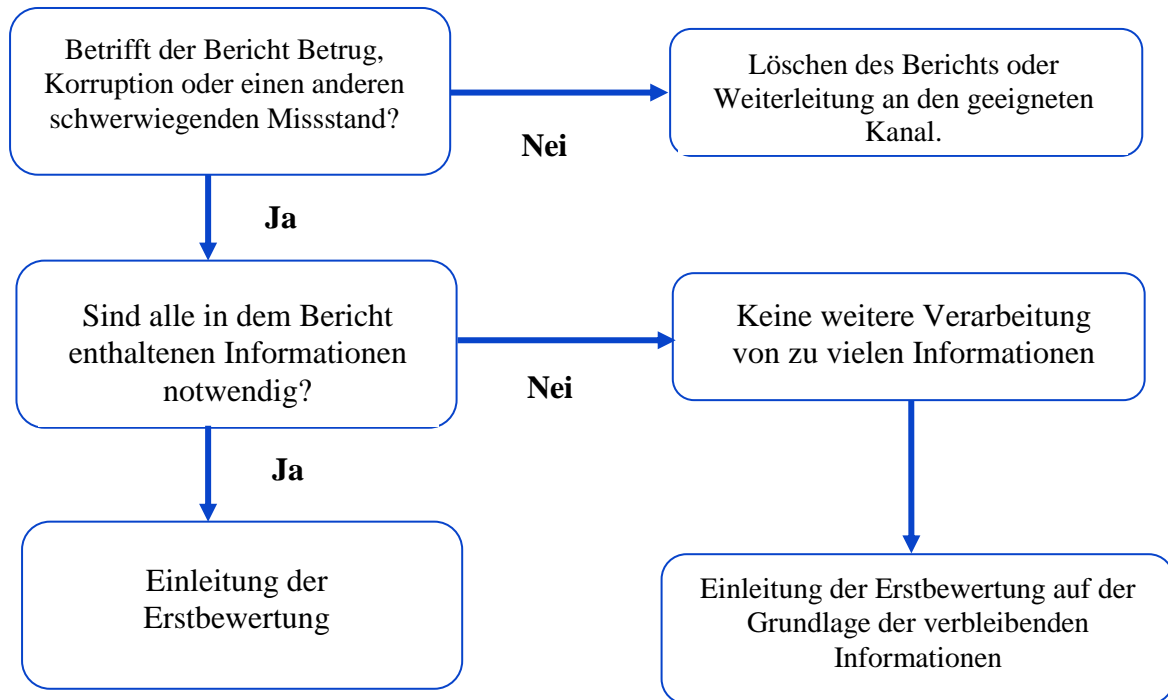 Betrifft der Bericht Betrug,
Korruption oder einen anderen
schwerwiegenden Missstand?
Löschen des Berichts oder
Weiterleitung an den geeigneten
Kanal.
Nei
Ja
Sind alle in dem Bericht
enthaltenen Informationen
notwendig?
Keine weitere Verarbeitung
von zu vielen Informationen
Nei
Ja
Einleitung der
Erstbewertung
Einleitung der Erstbewertung auf der
Grundlage der verbleibenden
Informationen